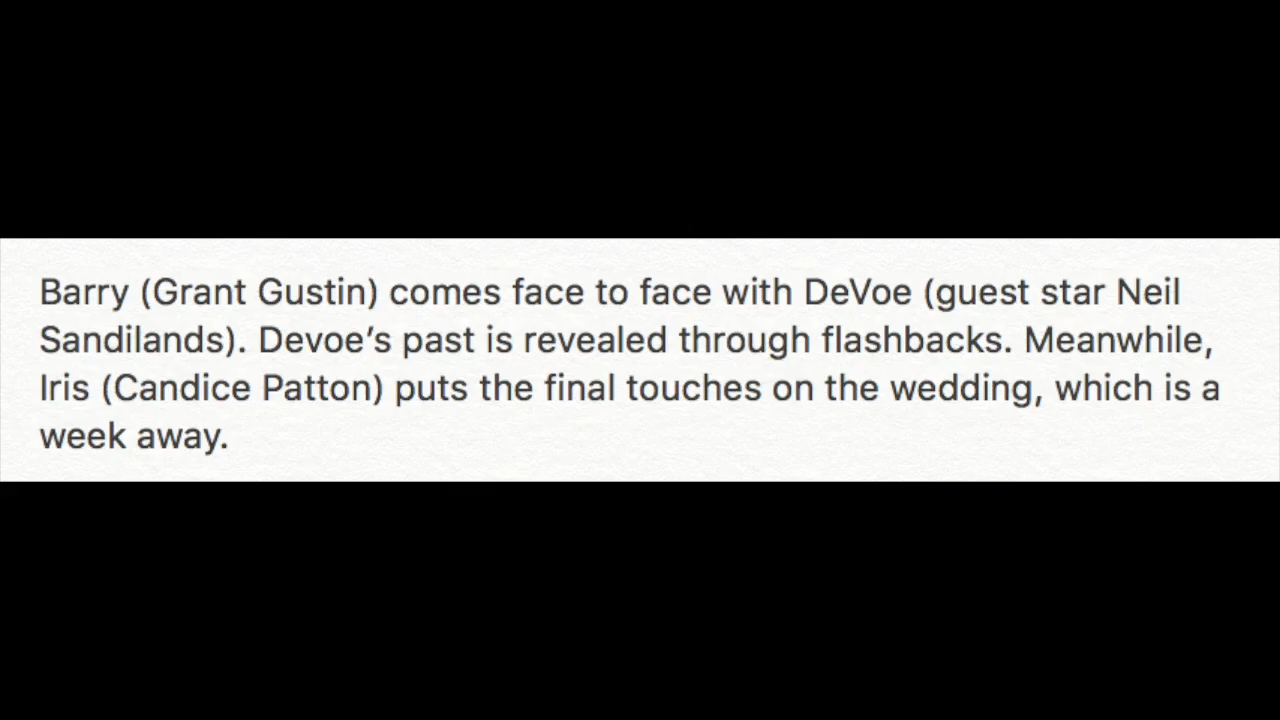 Barry (Grant Gustin) comes face to face with DeVoe (guest star Neil
Sandilands). Devoe’s past is revealed through flashbacks. Meanwhile,
Iris (Candice Patton) puts the final touches on the wedding, which is a
week away.